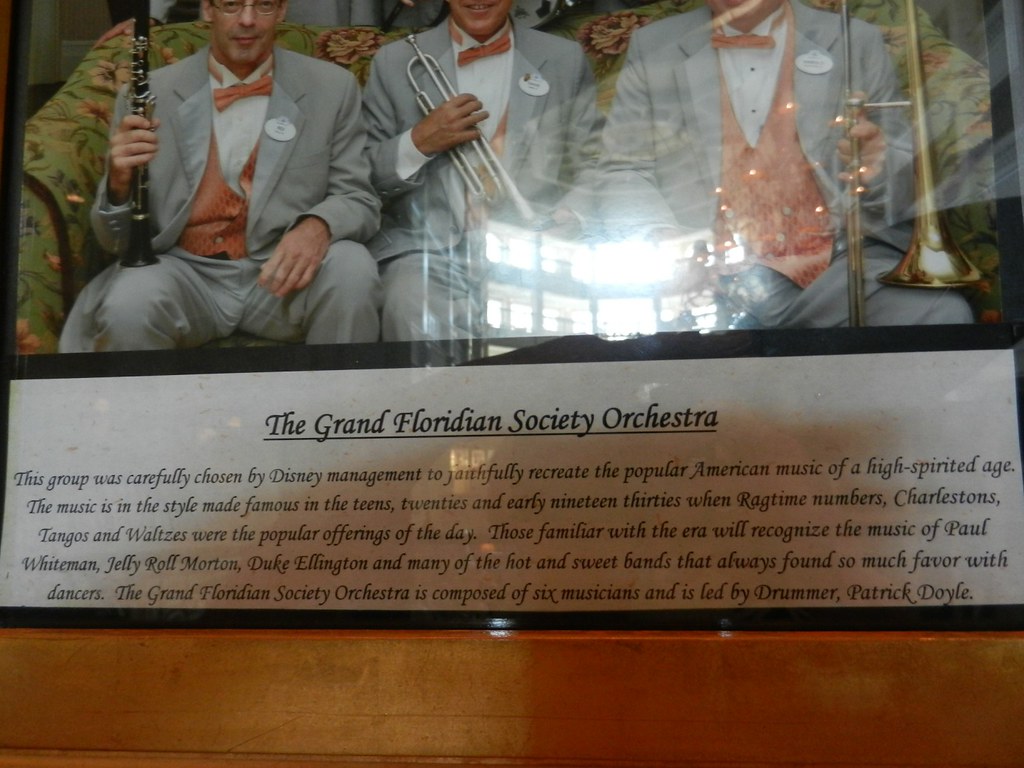 The Grand Floridian Society Orchestra
This group was carefully chosen by Disney management to faithfully recreate the popular American music of a high-spirited age.
The music is in the style made famous in the teens, twenties and early nineteen thirties when Ragtime numbers, Charlestons,
Tangos and Waltzes were the popular offerings of the day. Those familiar with the era will recognize the music of Paul
Whiteman, Jelly Roll Morton, Duke Ellington and many of the hot and sweet bands that always found so much favor with
dancers. The Grand Floridian Society Orchestra is composed of six musicians and is led by Drummer, Patrick Doyle.